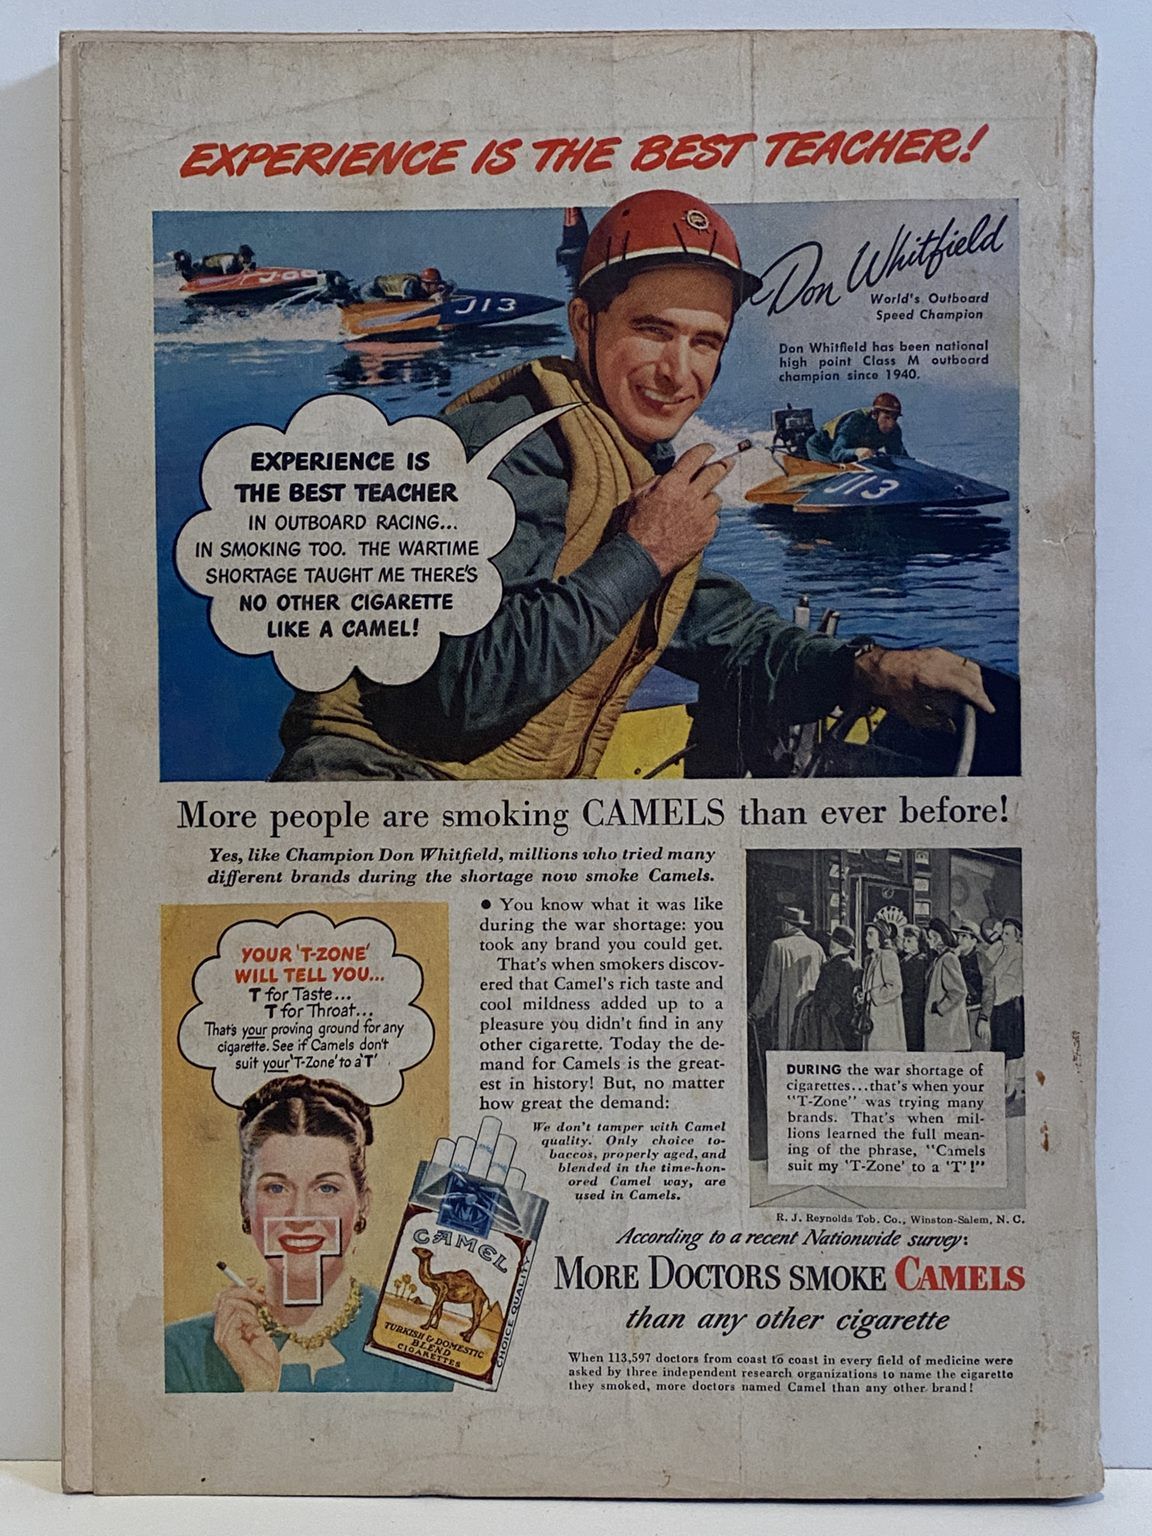 EXPERIENCE IS THE BEST TEACHER!
J-GO
J13
Don Whitfield
World's Outboard
Speed Champion
Don Whitfield has been national
high point Class M outboard
champion since 1940.
J13
EXPERIENCE IS
THE BEST TEACHER
IN OUTBOARD RACING...
IN SMOKING TOO. THE WARTIME
SHORTAGE TAUGHT ME THERE'S
NO OTHER CIGARETTE
LIKE A CAMEL!
More people are smoking CAMELS than ever before!
Yes, like Champion Don Whitfield, millions who tried many
different brands during the shortage now smoke Camels.
YOUR 'T-ZONE'
WILL TELL YOU...
T for Taste...
T for Throat...
That's your proving ground for any
cigarette. See if Camels don't
suit your 'T-Zone' to a 'T'
● You know what it was like
during the war shortage: you
took any brand you could get.
That's when smokers discov-
ered that Camel's rich taste and
cool mildness added up to a
pleasure you didn't find in any
other cigarette. Today the de-
mand for Camels is the great-
est in history! But, no matter
how great the demand:
We don't tamper with Camel
quality. Only choice to-
baccos, properly aged, and
blended in the time-hon-
ored Camel way, are
used in Camels.
CAMEL
TURKISH & DOMESTIC
BLEND
CIGARETTES
CHOICE QUALITY
DURING the war shortage of
cigarettes...that's when your
"T-Zone" was trying many
brands. That's when mil-
lions learned the full mean-
ing of the phrase, "Camels
suit my 'T-Zone' to a 'T'!"
R. J. Reynolds Tob. Co., Winston-Salem, N. C.
According to a recent Nationwide survey:
MORE DOCTORS SMOKE CAMELS
than any other cigarette
When 113,597 doctors from coast to coast in every field of medicine were
asked by three independent research organizations to name the cigarette
they smoked, more doctors named Camel than any other brand!